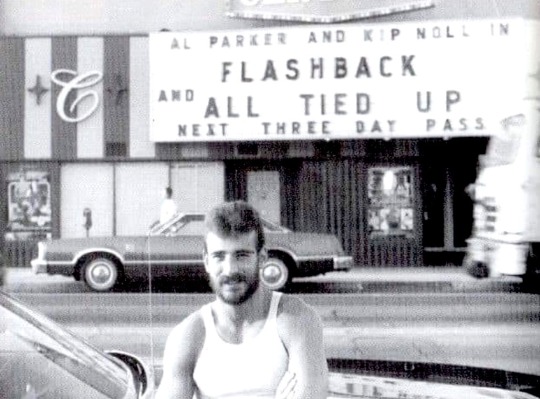 AL PARKER AND KIP NOLL IN
FLASHBACK
AND ALL TIED UP
NEXT THREE DAY PASS
C